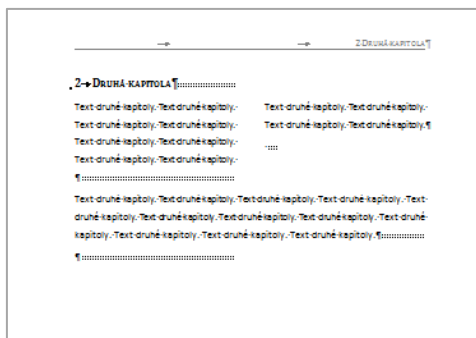 2 DRUHÁ KAPITOLA¶
2→DRUHÁ·KAPITOLA¶
Text·druhé·kapitoly.·Text·druhé·kapitoly.·
Text·druhé·kapitoly.·Text·druhé·kapitoly.·
Text·druhé·kapitoly.·Text·druhé·kapitoly.·
Text·druhé·kapitoly.·Text·druhé·kapitoly.·
¶
Text·druhé·kapitoly.·Text·druhé·kapitoly.·
Text·druhé·kapitoly.·Text·druhé·kapitoly.¶
Text·druhé·kapitoly.·Text·druhé·kapitoly.·Text·druhé·kapitoly.·Text·druhé·kapitoly.·Text·
druhé·kapitoly.·Text·druhé·kapitoly.·Text·druhé·kapitoly.·Text·druhé·kapitoly.·Text·druhé·
kapitoly.·Text·druhé·kapitoly.·Text·druhé·kapitoly.·Text·druhé·kapitoly.¶
¶